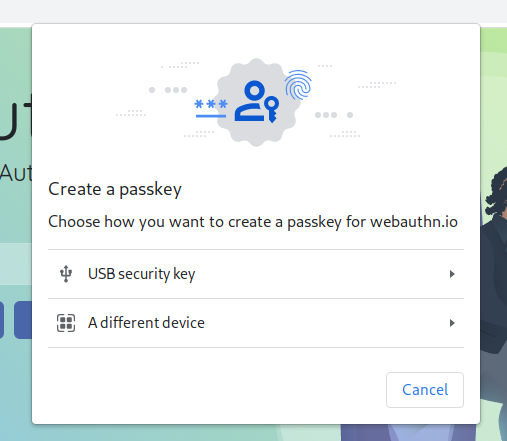 Aut
Create a passkey
Choose how you want to create a passkey for webauthn.io
USB security key
A different device
Cancel